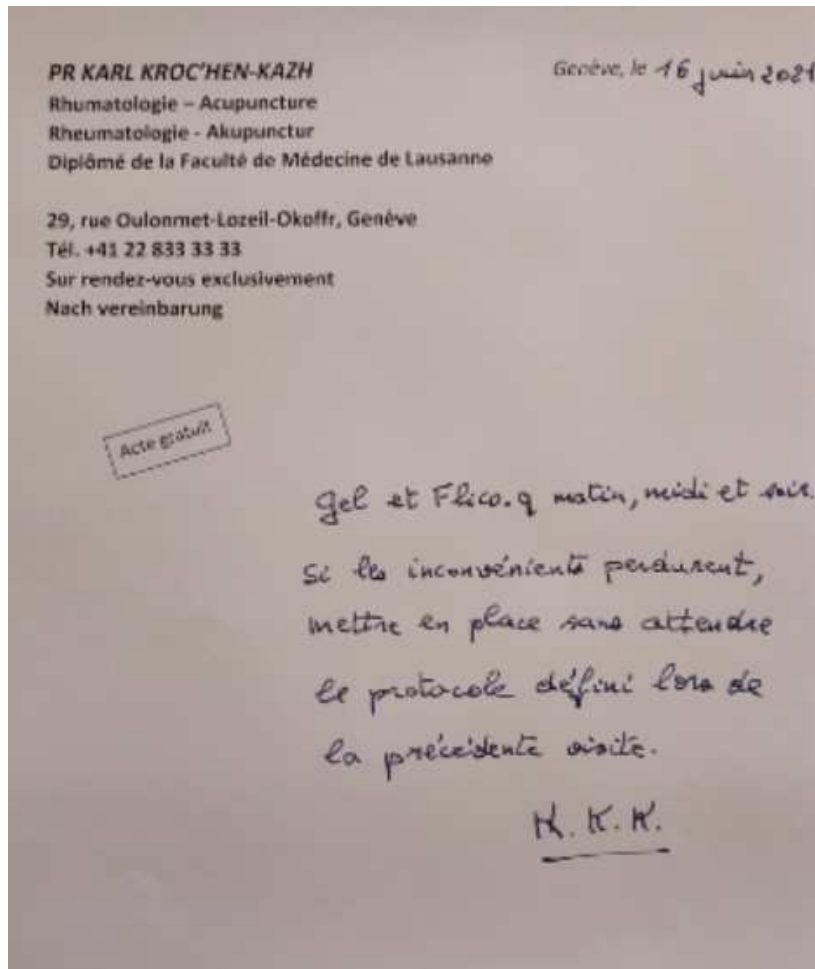 PR KARL KROC'HEN-KAZH
Genève, le 16 juin 2021
Rhumatologie – Acupuncture
Rheumatologie - Akupunctur
Diplômé de la Faculté de Médecine de Lausanne
29, rue Oulonmet-Lozeil-Okoffr, Genève
Tél. +41 22 833 33 33
Sur rendez-vous exclusivement
Nach vereinbarung
Acte gratuit
Gel et Flico.q matin, midi et soir.
Si les inconvénients perdurent,
mettre en place sans attendre
le protocole défini lors de
la précédente visite.
K.K.K.